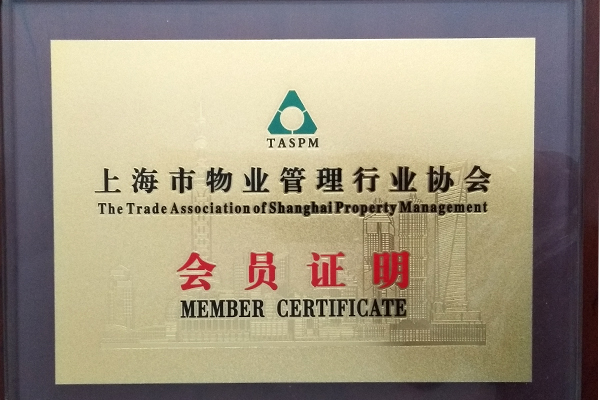 TASPM
上海市物业管理行业协会
The Trade Association of Shanghai Property Management
会员证明
MEMBER CERTIFICATE